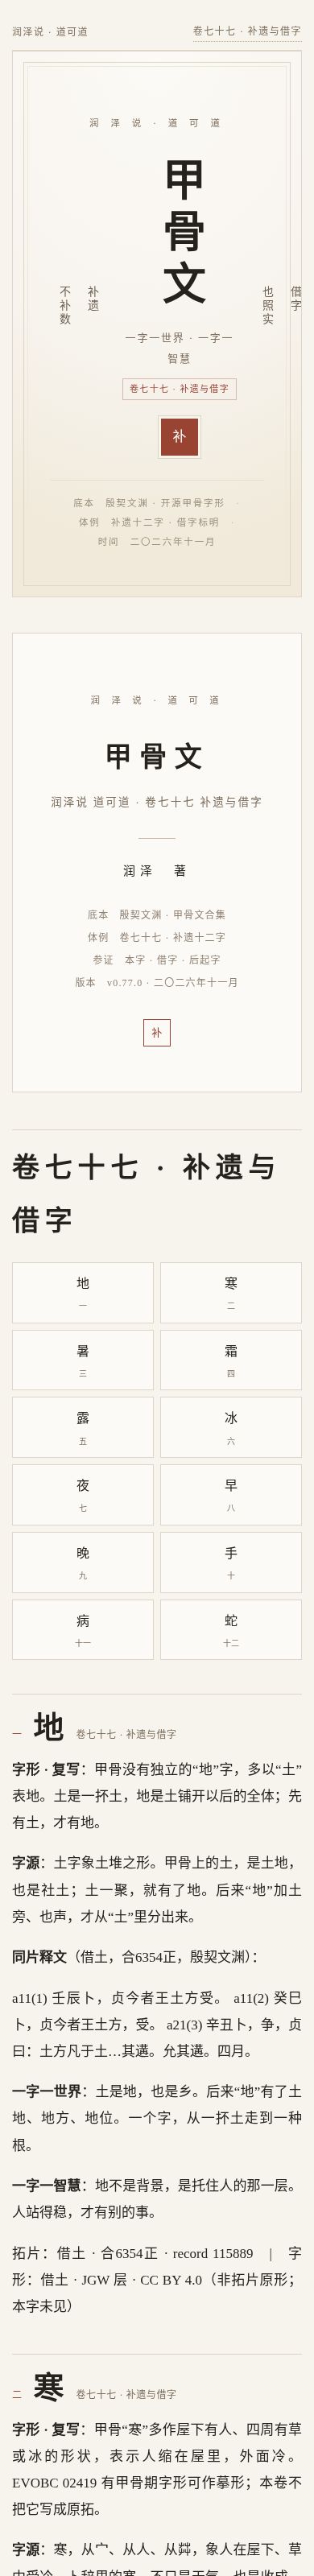 润泽说 · 道可道
卷七十七 · 补遗与借字
润 泽 说 · 道 可 道
甲骨文
补遗
不补数
借字
也照实
一字一世界 · 一字一
智慧
卷七十七 · 补遗与借字
补
底本 殷契文渊 · 开源甲骨字形 ·
体例 补遗十二字 · 借字标明 ·
时间 二〇二六年十一月
润 泽 说 · 道 可 道
甲骨文
润泽说 道可道 · 卷七十七 补遗与借字
润泽 著
底本 殷契文渊 · 甲骨文合集
体例 卷七十七 · 补遗十二字
参证 本字 · 借字 · 后起字
版本 v0.77.0 · 二〇二六年十一月
补
卷七十七 · 补遗与
借字
地
一
寒
二
暑
三
霜
四
露
五
冰
六
夜
七
早
八
晚
九
手
十
病
十一
蛇
十二
一 地 卷七十七 · 补遗与借字
字形 · 复写：甲骨没有独立的“地”字，多以“土”
表地。土是一抔土，地是土铺开以后的全体；先
有土，才有地。
字源：土字象土堆之形。甲骨上的土，是土地，
也是社土；土一聚，就有了地。后来“地”加土
旁、也声，才从“土”里分出来。
同片释文（借土，合6354正，殷契文渊）：
a11(1) 壬辰卜，贞今者王土方受。 a11(2) 癸巳
卜，贞今者王土方，受。 a21(3) 辛丑卜，争，贞
曰：土方凡于土…其遘。允其遘。四月。
一字一世界：土是地，也是乡。后来“地”有了土
地、地方、地位。一个字，从一抔土走到一种
根。
一字一智慧：地不是背景，是托住人的那一层。
人站得稳，才有别的事。
拓片：借土 · 合6354正 · record 115889 ｜ 字
形：借土 · JGW 层 · CC BY 4.0（非拓片原形；
本字未见）
二 寒 卷七十七 · 补遗与借字
字形 · 复写：甲骨“寒”多作屋下有人、四周有草
或冰的形状，表示人缩在屋里，外面冷。
EVOBC 02419 有甲骨期字形可作摹形；本卷不
把它写成原拓。
字源：寒，从宀、从人、从茻，象人在屋下、草